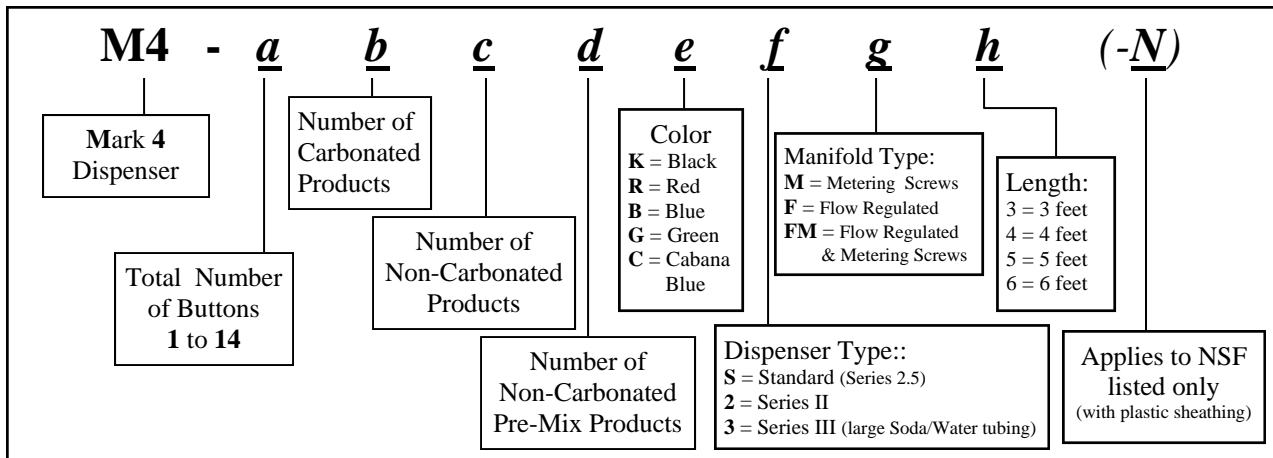 M4 - a b c d e f g h (-N)
Mark 4
Dispenser
Total Number
of Buttons
1 to 14
Number of
Carbonated
Products
Number of
Non-Carbonated
Products
Number of
Non-Carbonated
Pre-Mix Products
Color
K = Black
R = Red
B = Blue
G = Green
C = Cabana
Blue
Dispenser Type::
S = Standard (Series 2.5)
2 = Series II
3 = Series III (large Soda/Water tubing)
Manifold Type:
M = Metering Screws
F = Flow Regulated
FM = Flow Regulated
& Metering Screws
Length:
3 = 3 feet
4 = 4 feet
5 = 5 feet
6 = 6 feet
Applies to NSF
listed only
(with plastic sheathing)